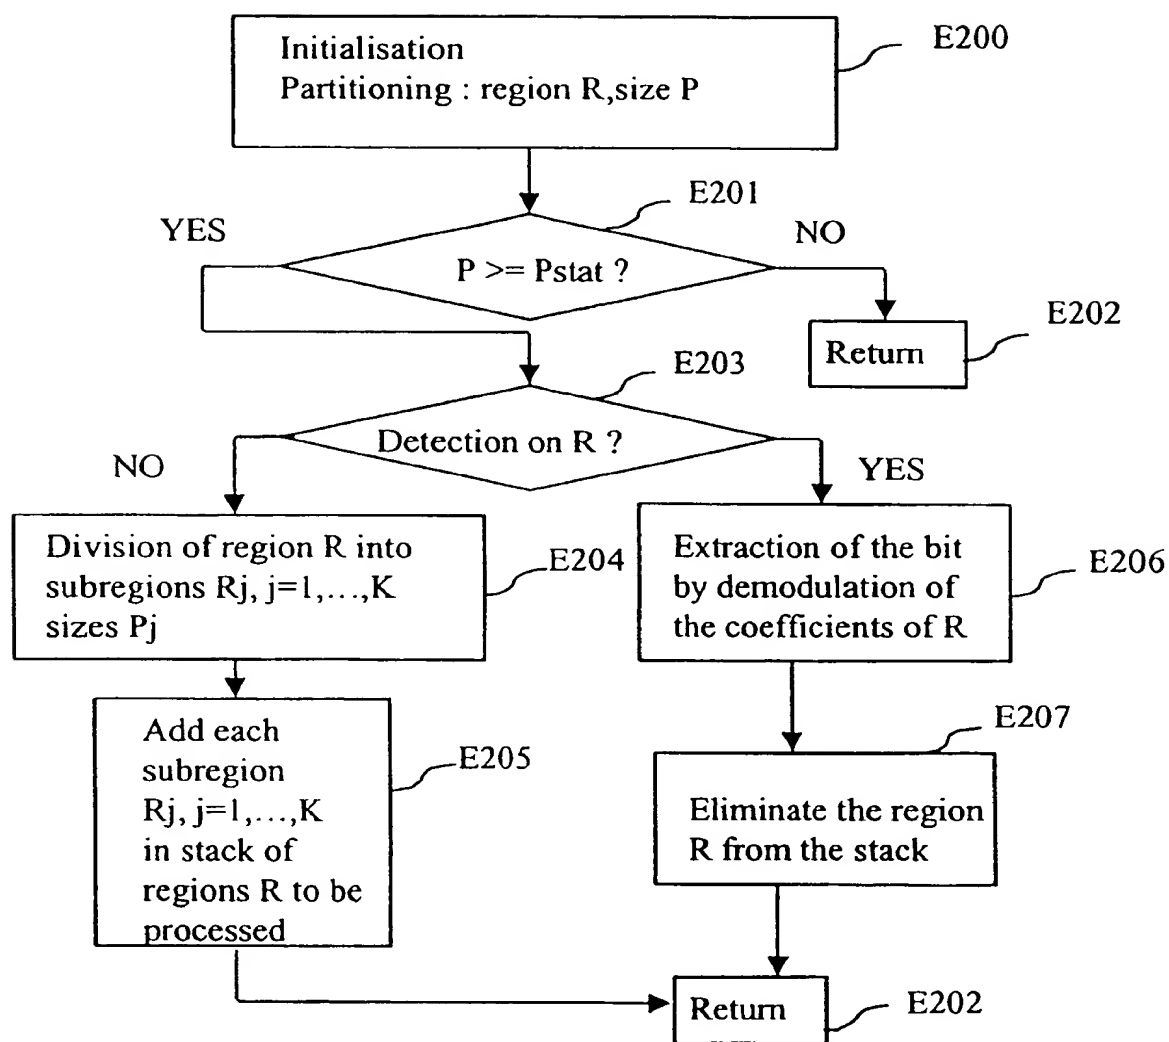 Initialisation
Partitioning : region R,size P
E200
E201
YES
NO
P >= Pstat ?
E202
Return
E203
Detection on R ?
NO
YES
Division of region R into
subregions Rj, j=1,...,K
sizes Pj
E204
Extraction of the bit
by demodulation of
the coefficients of R
E206
Add each
subregion
Rj, j=1,...,K
in stack of
regions R to be
processed
E205
E207
Eliminate the region
R from the stack
Return
E202